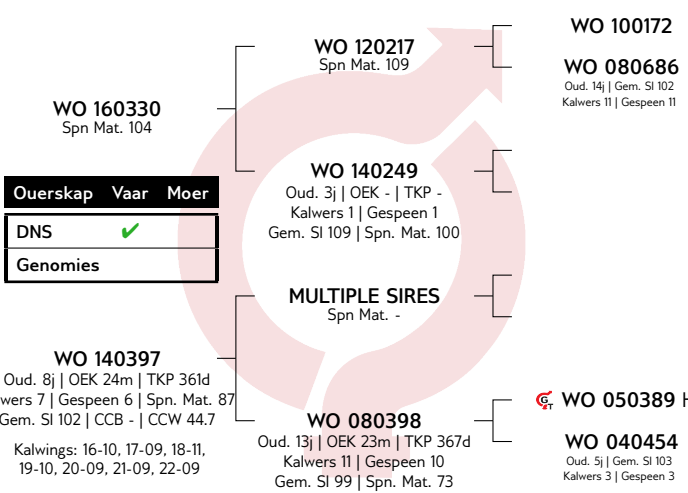 WO 100172
WO 120217
Spn Mat. 109
WO 080686
Oud. 14j | Gem. SI 102
Kalwers 11 | Gespeen 11
WO 160330
Spn Mat. 104
WO 140249
Oud. 3j | OEK - | TKP -
Kalwers 1 | Gespeen 1
Gem. SI 109 | Spn. Mat. 100
Ouerskap Vaar Moer
DNS ✔
Genomies
MULTIPLE SIRES
Spn Mat. -
WO 140397
Oud. 8j | OEK 24m | TKP 361d
wers 7 | Gespeen 6 | Spn. Mat. 87
Gem. SI 102 | CCB - | CCW 44.7
Kalwings: 16-10, 17-09, 18-11,
19-10, 20-09, 21-09, 22-09
WO 080398
Oud. 13j | OEK 23m | TKP 367d
Kalwers 11 | Gespeen 10
Gem. SI 99 | Spn. Mat. 73
GT WO 050389 H
WO 040454
Oud. 5j | Gem. SI 103
Kalwers 3 | Gespeen 3